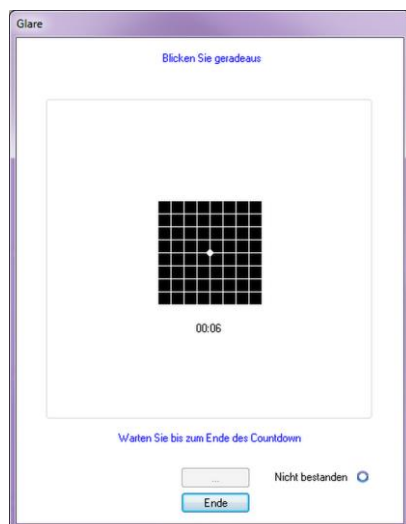 Glare
Blicken Sie geradeaus
00:06
Warten Sie bis zum Ende des Countdown
... Nicht bestanden
Ende